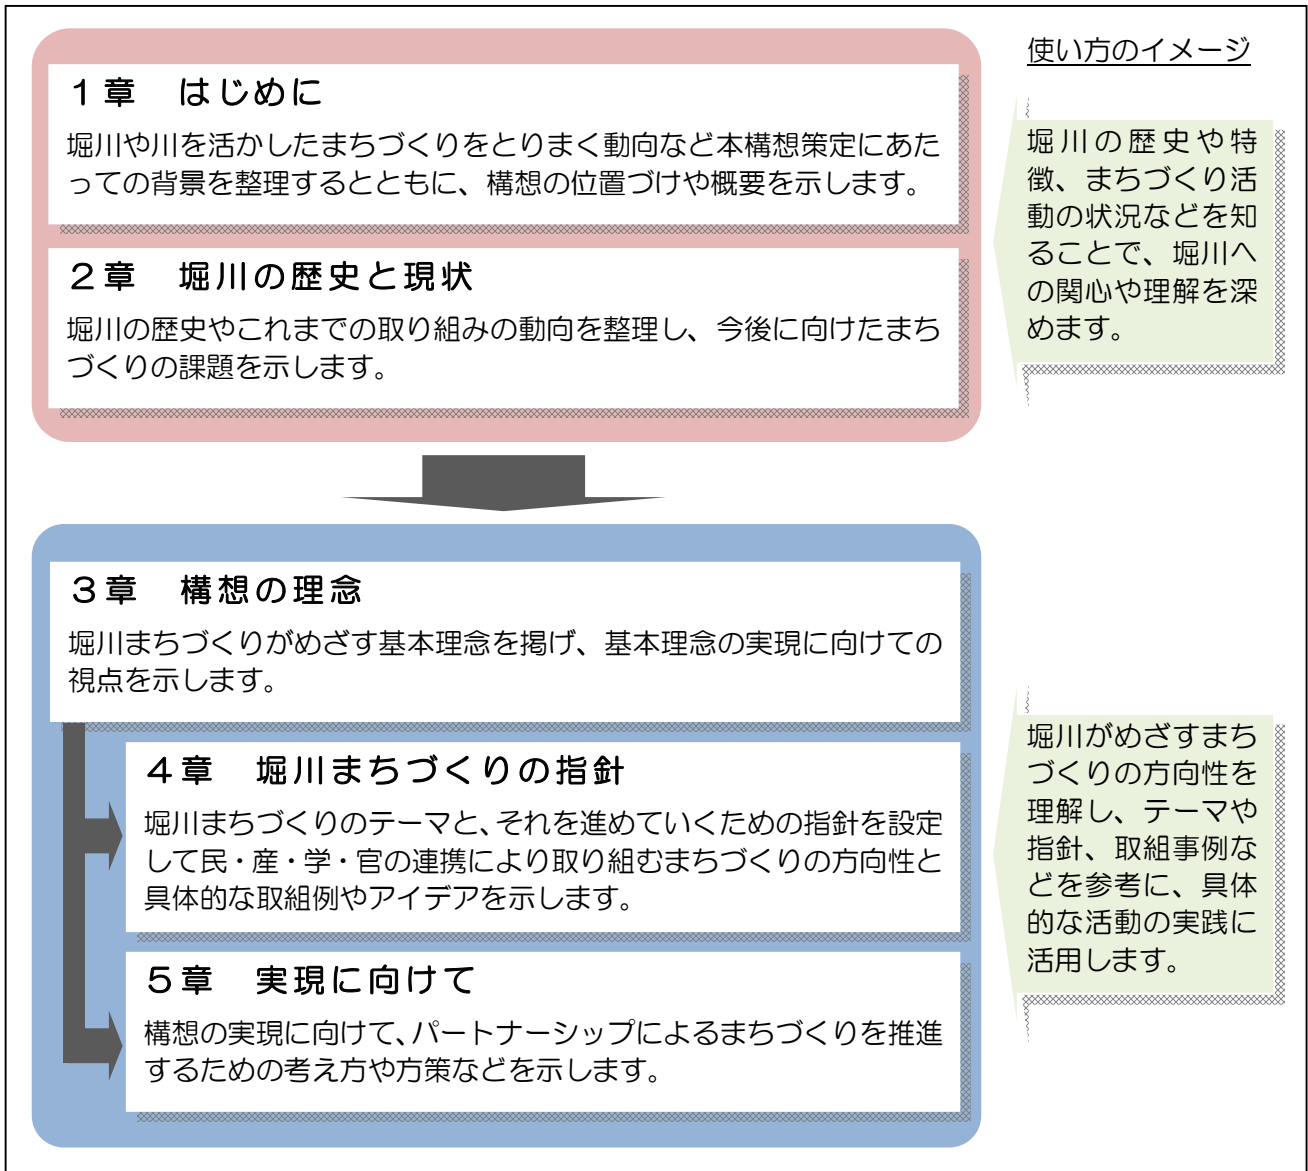 使い方のイメージ
１章　はじめに
堀川や川を活かしたまちづくりをとりまく動向など本構想策定にあた
っての背景を整理するとともに、構想の位置づけや概要を示します。
２章　堀川の歴史と現状
堀川の歴史やこれまでの取り組みの動向を整理し、今後に向けたまち
づくりの課題を示します。
堀川の歴史や特
徴、まちづくり活
動の状況などを知
ることで、堀川へ
の関心や理解を深
めます。
３章　構想の理念
堀川まちづくりがめざす基本理念を掲げ、基本理念の実現に向けての
視点を示します。
４章　堀川まちづくりの指針
堀川まちづくりのテーマと、それを進めていくための指針を設定
して民・産・学・官の連携により取り組むまちづくりの方向性と
具体的な取組例やアイデアを示します。
５章　実現に向けて
構想の実現に向けて、パートナーシップによるまちづくりを推進
するための考え方や方策などを示します。
堀川がめざすまち
づくりの方向性を
理解し、テーマや
指針、取組事例な
どを参考に、具体
的な活動の実践に
活用します。